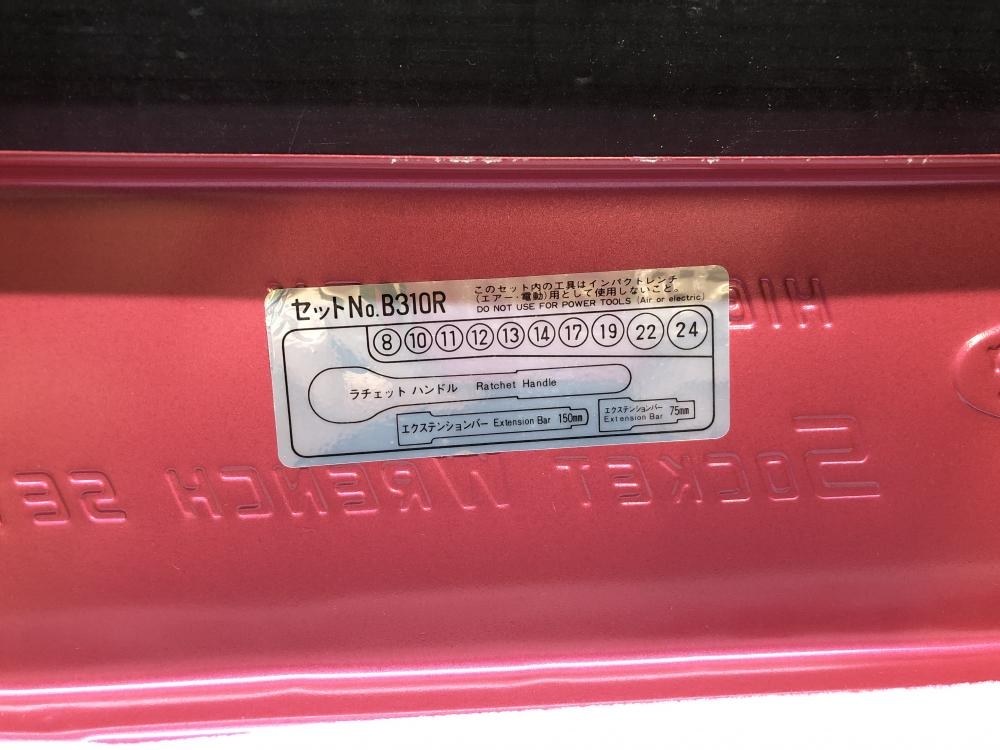 セットNo.B310R
このセット内の工具はインパクトレンチ
(エアー・電動)用として使用しないこと。
DO NOT USE FOR POWER TOOLS (Air or electric)
8 10 11 12 13 14 17 19 22 24
ラチェット ハンドル Ratchet Handle
エクステンションバー Extension Bar 150mm
エクステンションバー
Extension Bar 75mm
SOCKET WRENCH SE